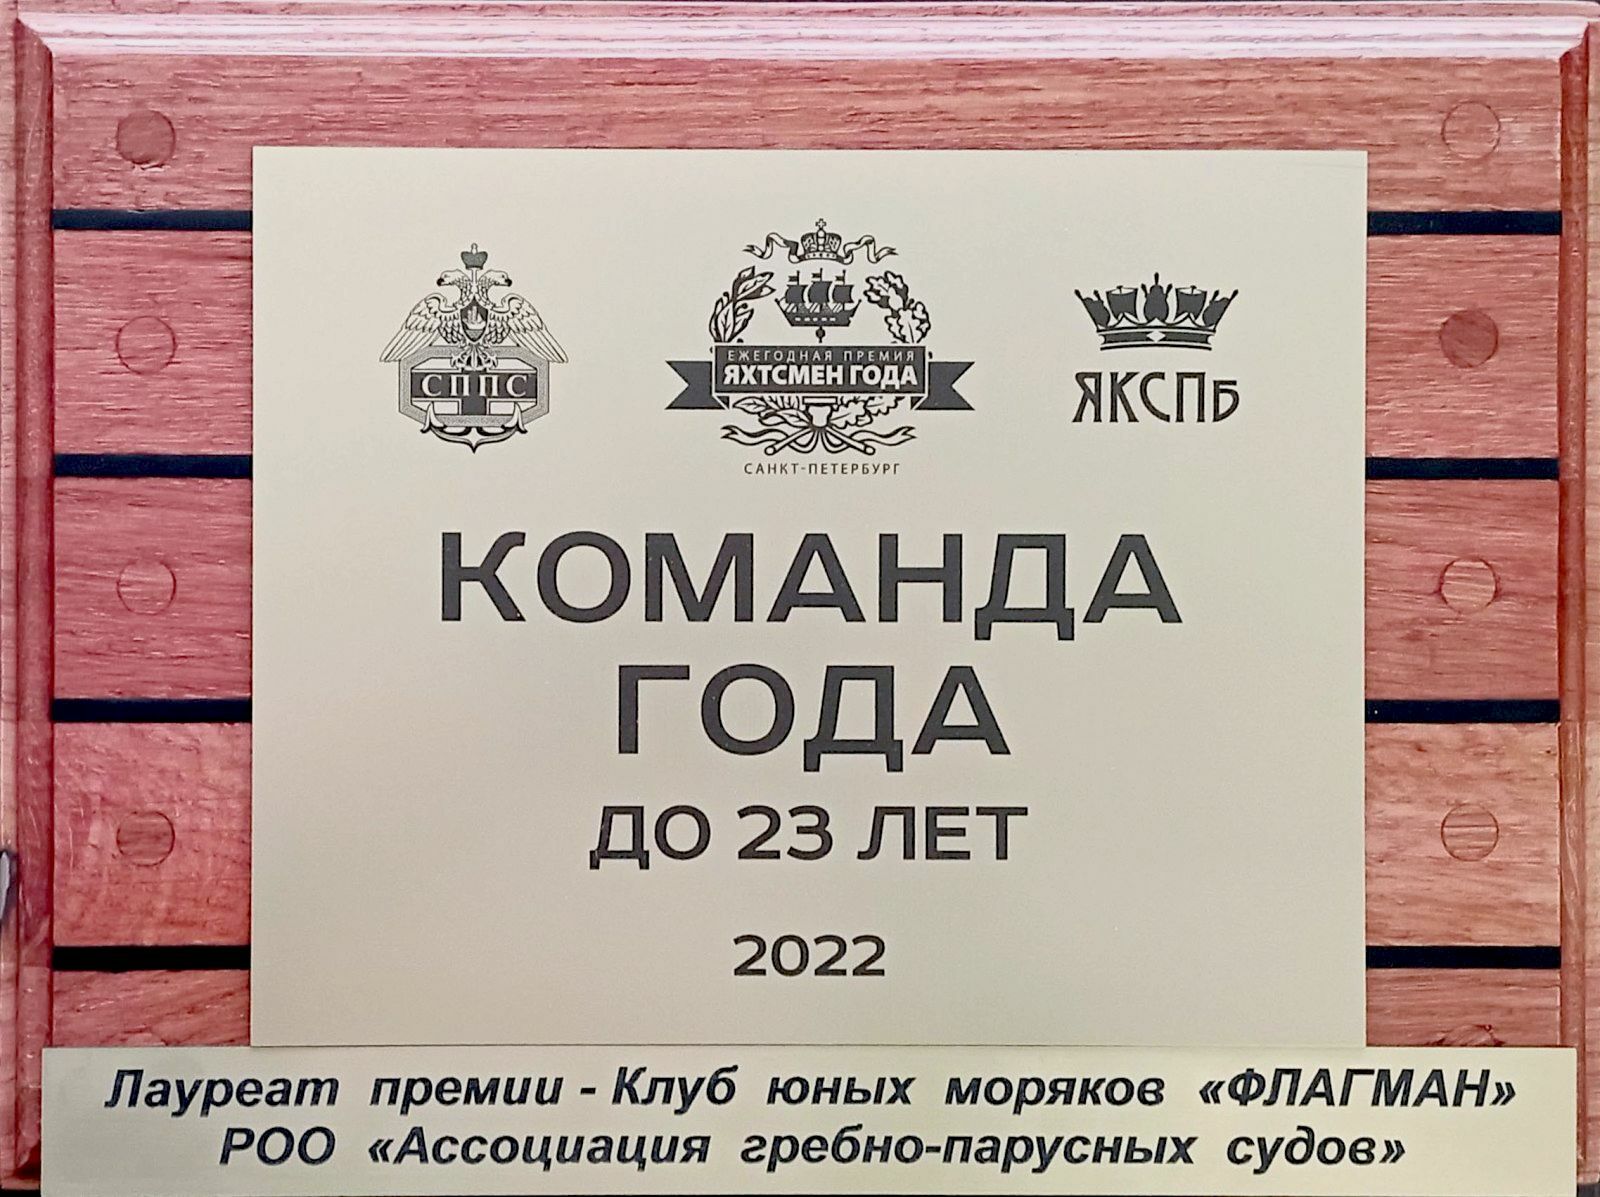 СППС
ЕЖЕГОДНАЯ ПРЕМИЯ
ЯХТСМЕН ГОДА
САНКТ-ПЕТЕРБУРГ
ЯКСПБ
КОМАНДА
ГОДА
ДО 23 ЛЕТ
2022
Лауреат премии - Клуб юных моряков «ФЛАГМАН»
РОО «Ассоциация гребно-парусных судов»